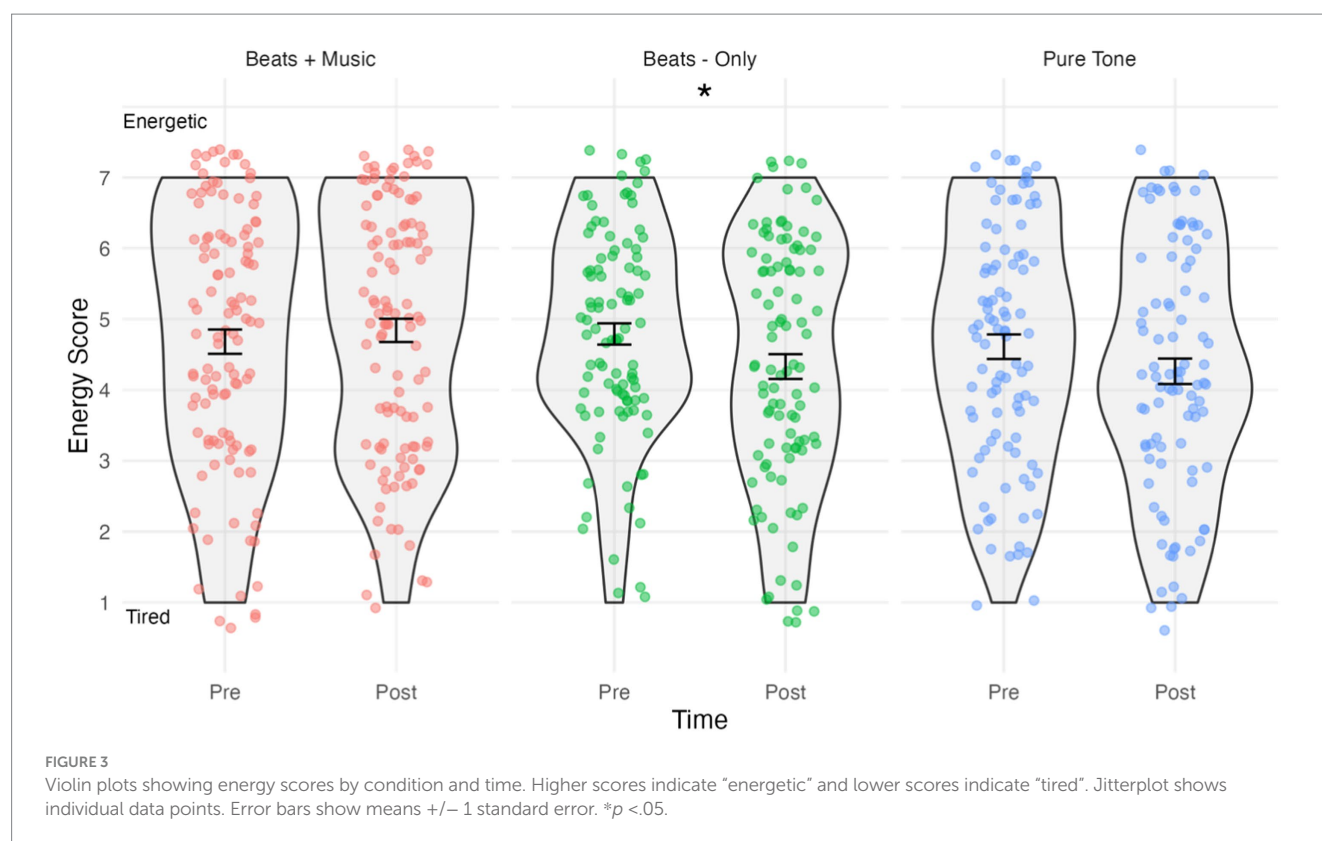 Beats + Music
Beats - Only
Pure Tone
*
Energetic
7
6
5
4
3
2
1
Tired
Energy Score
Pre
Post
Pre
Post
Pre
Post
Time
FIGURE 3
Violin plots showing energy scores by condition and time. Higher scores indicate “energetic” and lower scores indicate “tired”. Jitterplot shows
individual data points. Error bars show means +/− 1 standard error. *p <.05.